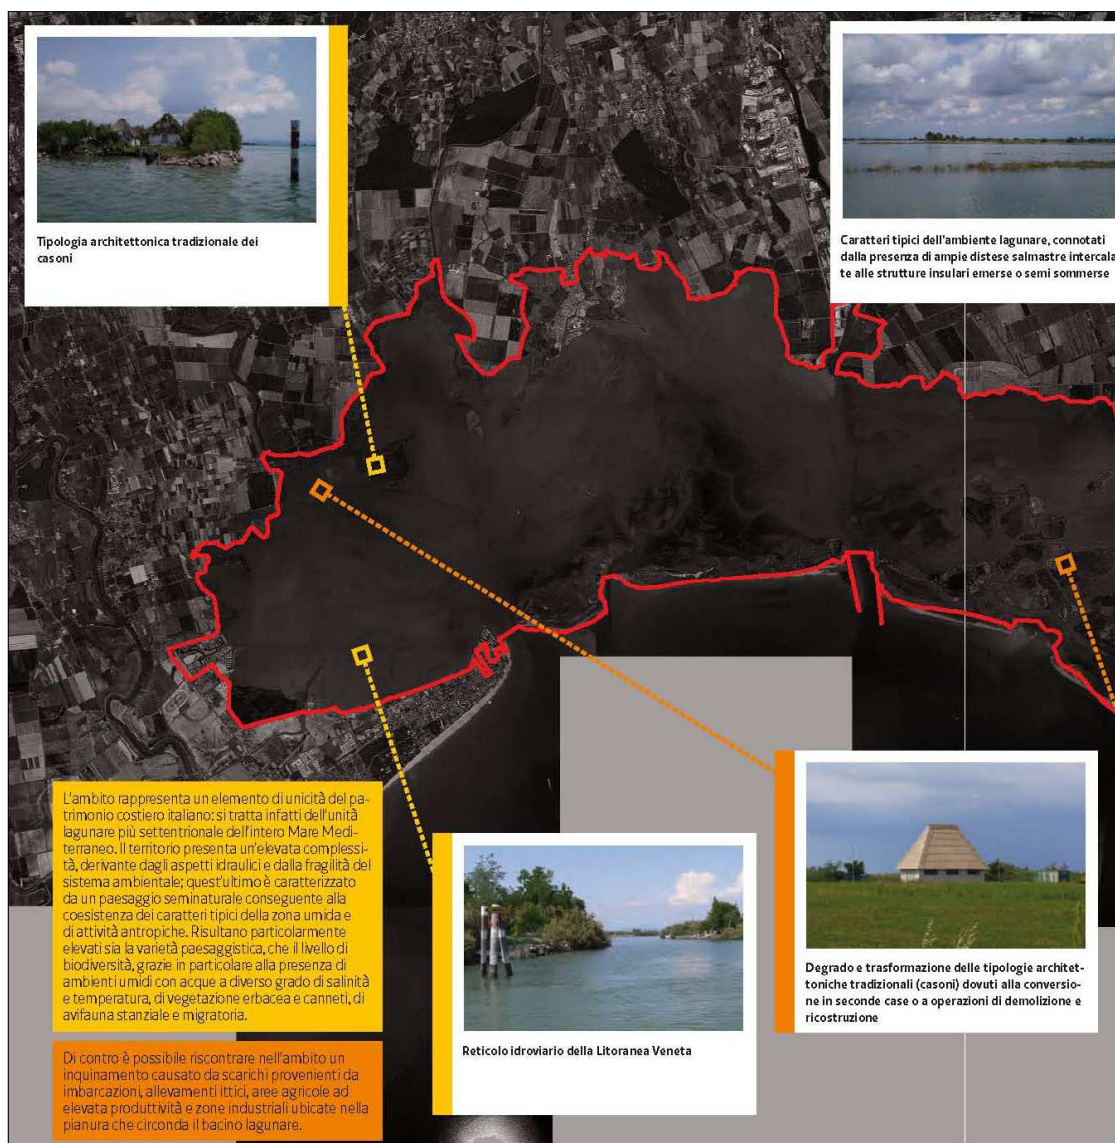 Tipologia architettonica tradizionale dei
casoni
Caratteri tipici dell'ambiente lagunare, connotati
dalla presenza di ampie distese salmastre intercala
te alle strutture insulari emerse o semi sommerse
L'ambito rappresenta un elemento di unicità del pa-
trimonio costiero italiano: si tratta infatti dell'unità
lagunare più settentrionale dell'intero Mare Medi-
terraneo. Il territorio presenta un'elevata complessi-
tà, derivante dagli aspetti idraulici e dalla fragilità del
sistema ambientale; quest'ultimo è caratterizzato
da un paesaggio seminaturale conseguente alla
coesistenza dei caratteri tipici della zona umida e
di attività antropiche. Risultano particolarmente
elevati sia la varietà paesaggistica, che il livello di
biodiversità, grazie in particolare alla presenza di
ambienti umidi con acque a diverso grado di salinità
e temperatura, di vegetazione erbacea e canneti, di
avifauna stanziale e migratoria.
Di contro è possibile riscontrare nell'ambito un
inquinamento causato da scarichi provenienti da
imbarcazioni, allevamenti ittici, aree agricole ad
elevata produttività e zone industriali ubicate nella
pianura che circonda il bacino lagunare.
Reticolo idroviario della Litoranea Veneta
Degrado e trasformazione delle tipologie architet-
toniche tradizionali (casoni) dovuti alla conversio-
ne in seconde case o a operazioni di demolizione e
ricostruzione